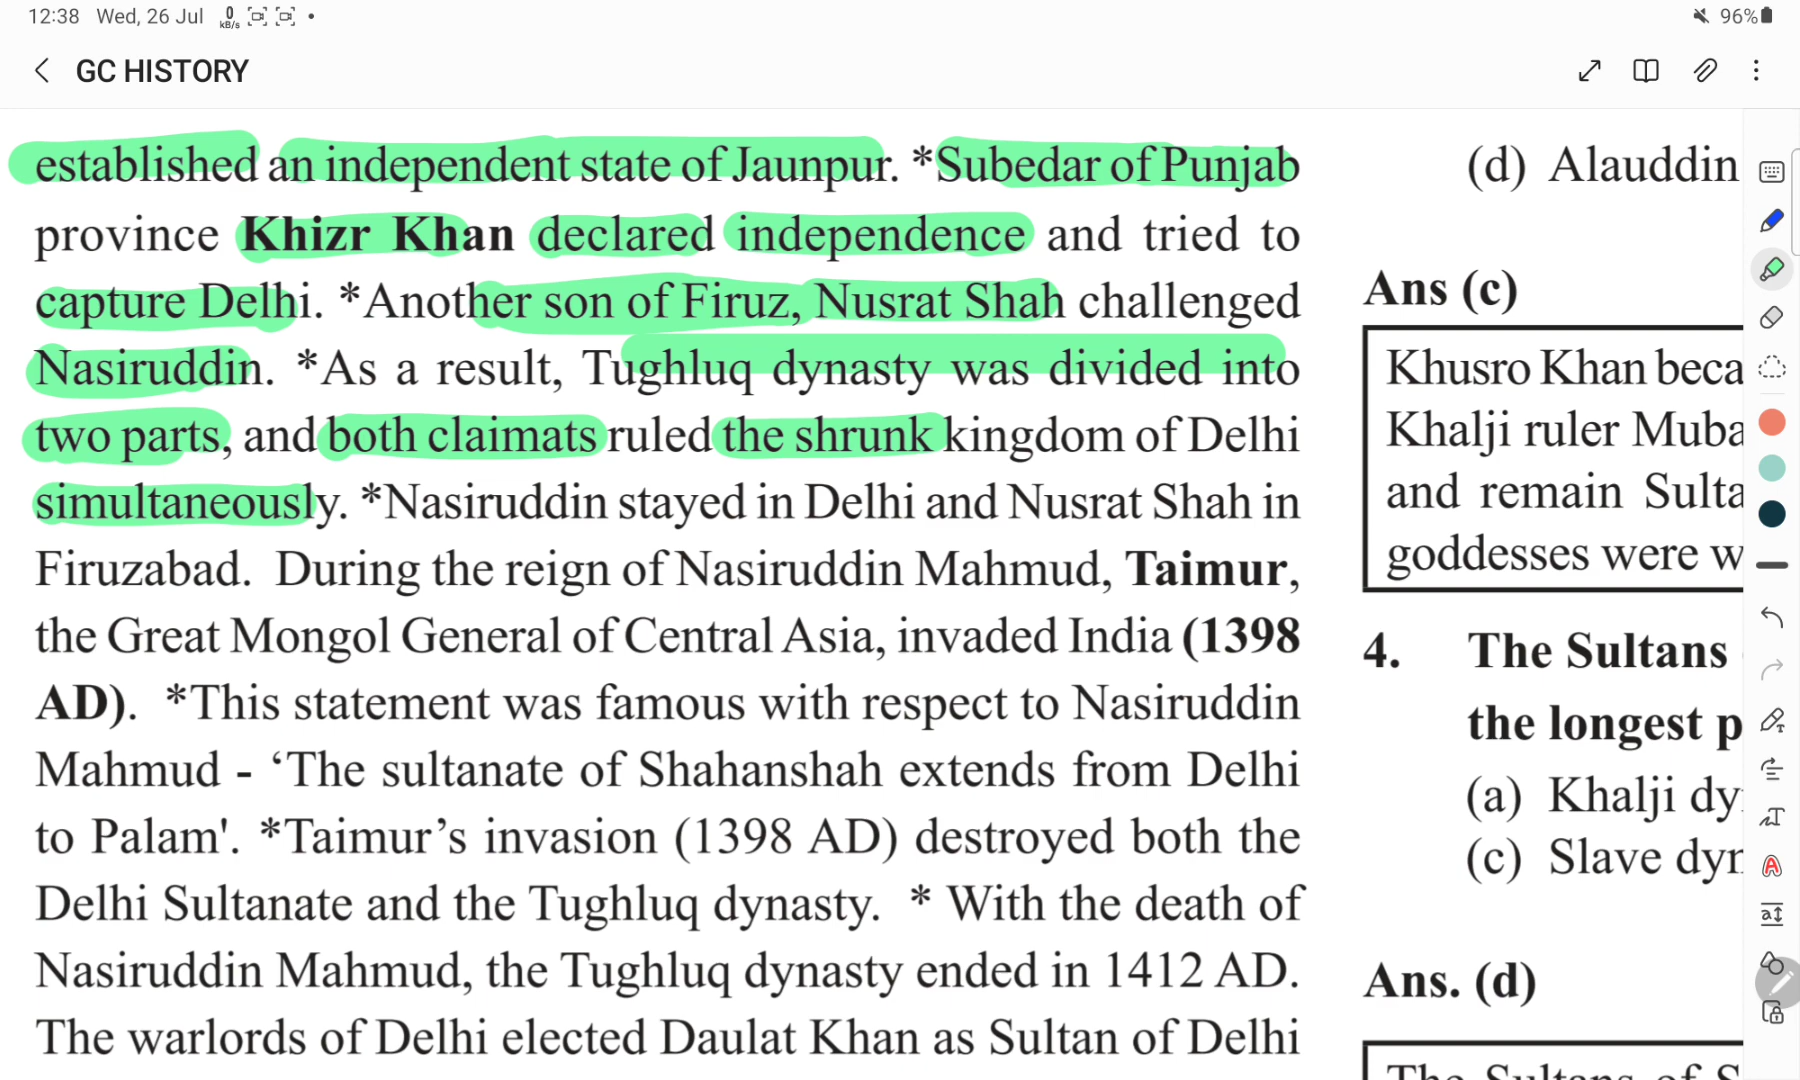 12:38 Wed, 26 Jul 0 kB/s 96%
GC HISTORY
established an independent state of Jaunpur. *Subedar of Punjab
province Khizr Khan declared independence and tried to
capture Delhi. *Another son of Firuz, Nusrat Shah challenged
Nasiruddin. *As a result, Tughluq dynasty was divided into
two parts, and both claimats ruled the shrunk kingdom of Delhi
simultaneously. *Nasiruddin stayed in Delhi and Nusrat Shah in
Firuzabad. During the reign of Nasiruddin Mahmud, Taimur,
the Great Mongol General of Central Asia, invaded India (1398
AD). *This statement was famous with respect to Nasiruddin
Mahmud - ‘The sultanate of Shahanshah extends from Delhi
to Palam'. *Taimur’s invasion (1398 AD) destroyed both the
Delhi Sultanate and the Tughluq dynasty. * With the death of
Nasiruddin Mahmud, the Tughluq dynasty ended in 1412 AD.
The warlords of Delhi elected Daulat Khan as Sultan of Delhi
(d) Alauddin
Ans (c)
Khusro Khan beca
Khalji ruler Muba
and remain Sulta
goddesses were w
4. The Sultans
the longest p
(a) Khalji dy
(c) Slave dyn
Ans. (d)
The Sultans of S